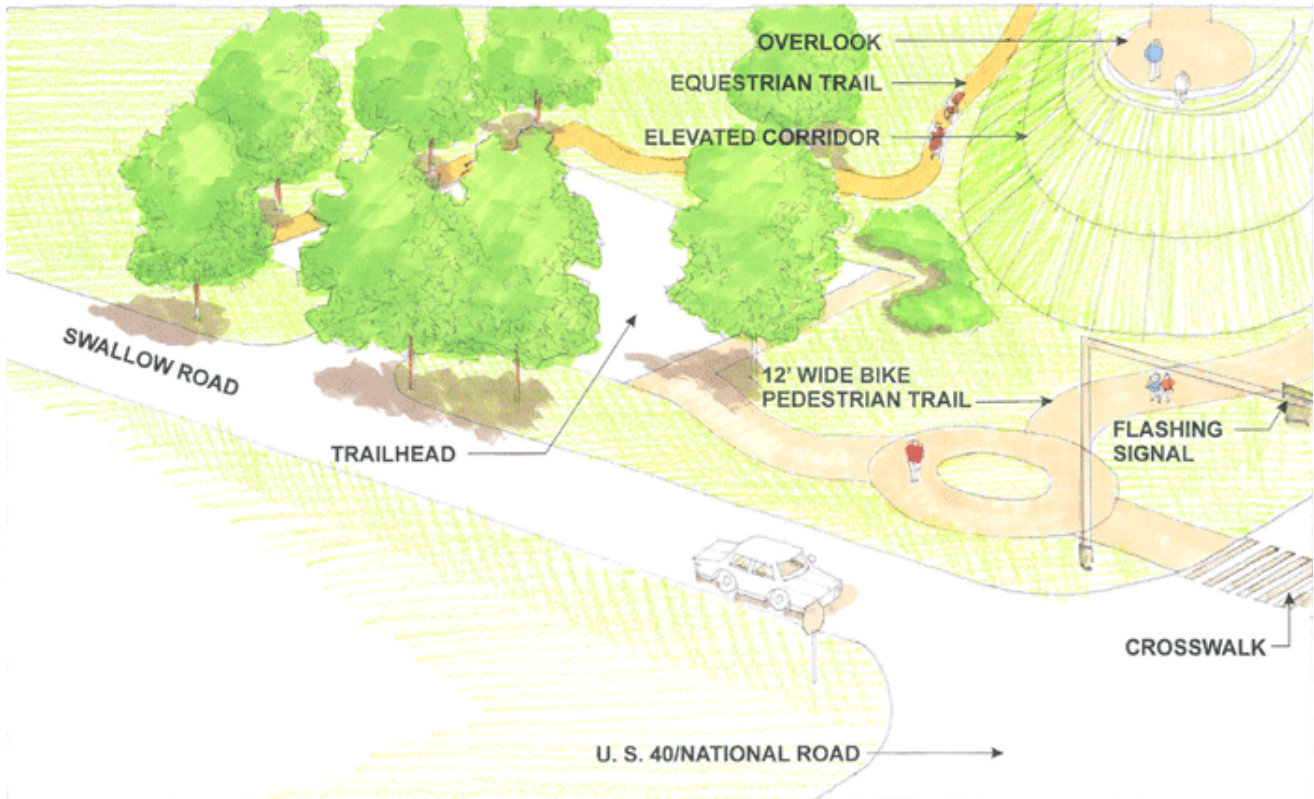 OVERLOOK
EQUESTRIAN TRAIL
ELEVATED CORRIDOR
SWALLOW ROAD
12' WIDE BIKE
PEDESTRIAN TRAIL
FLASHING
SIGNAL
TRAILHEAD
CROSSWALK
U. S. 40/NATIONAL ROAD